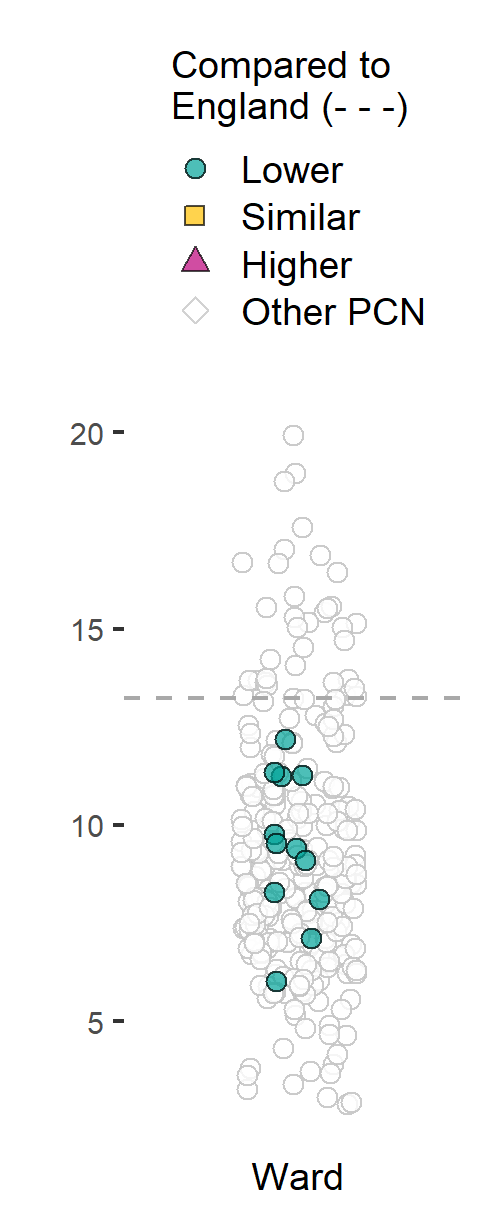 Compared to
England (- - -)
Lower
Similar
Higher
Other PCN
20
15
10
5
Ward